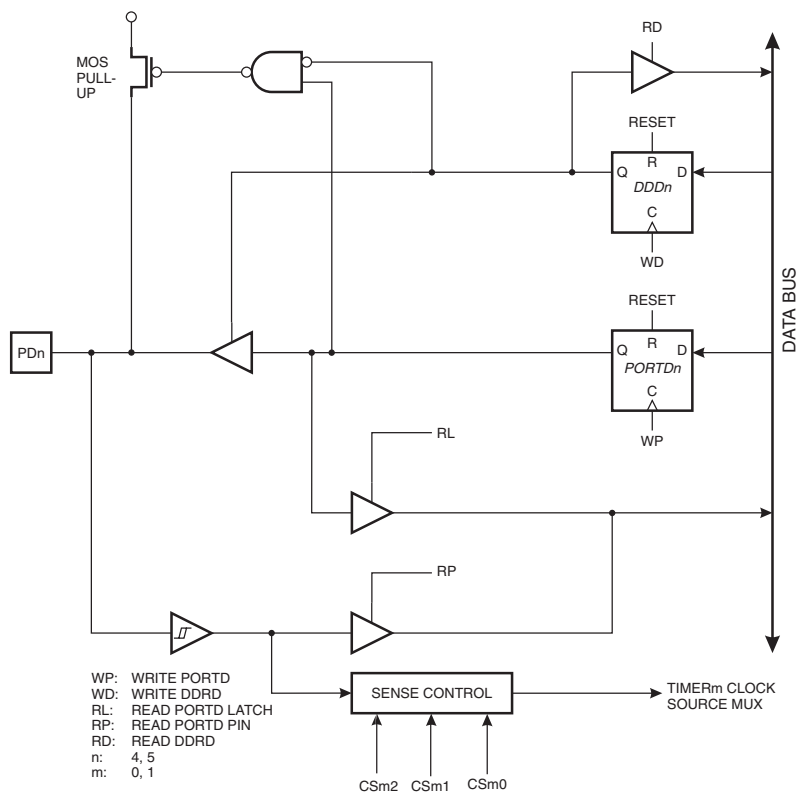 RD
MOS
PULL-
UP
RESET
R
Q
D
DDDn
C
WD
DATA BUS
RESET
PDn
R
Q
D
PORTDn
C
WP
RL
RP
WP: WRITE PORTD
WD: WRITE DDRD
RL: READ PORTD LATCH
RP: READ PORTD PIN
RD: READ DDRD
n: 4, 5
m: 0, 1
SENSE CONTROL
TIMERm CLOCK
SOURCE MUX
CSm2
CSm1
CSm0